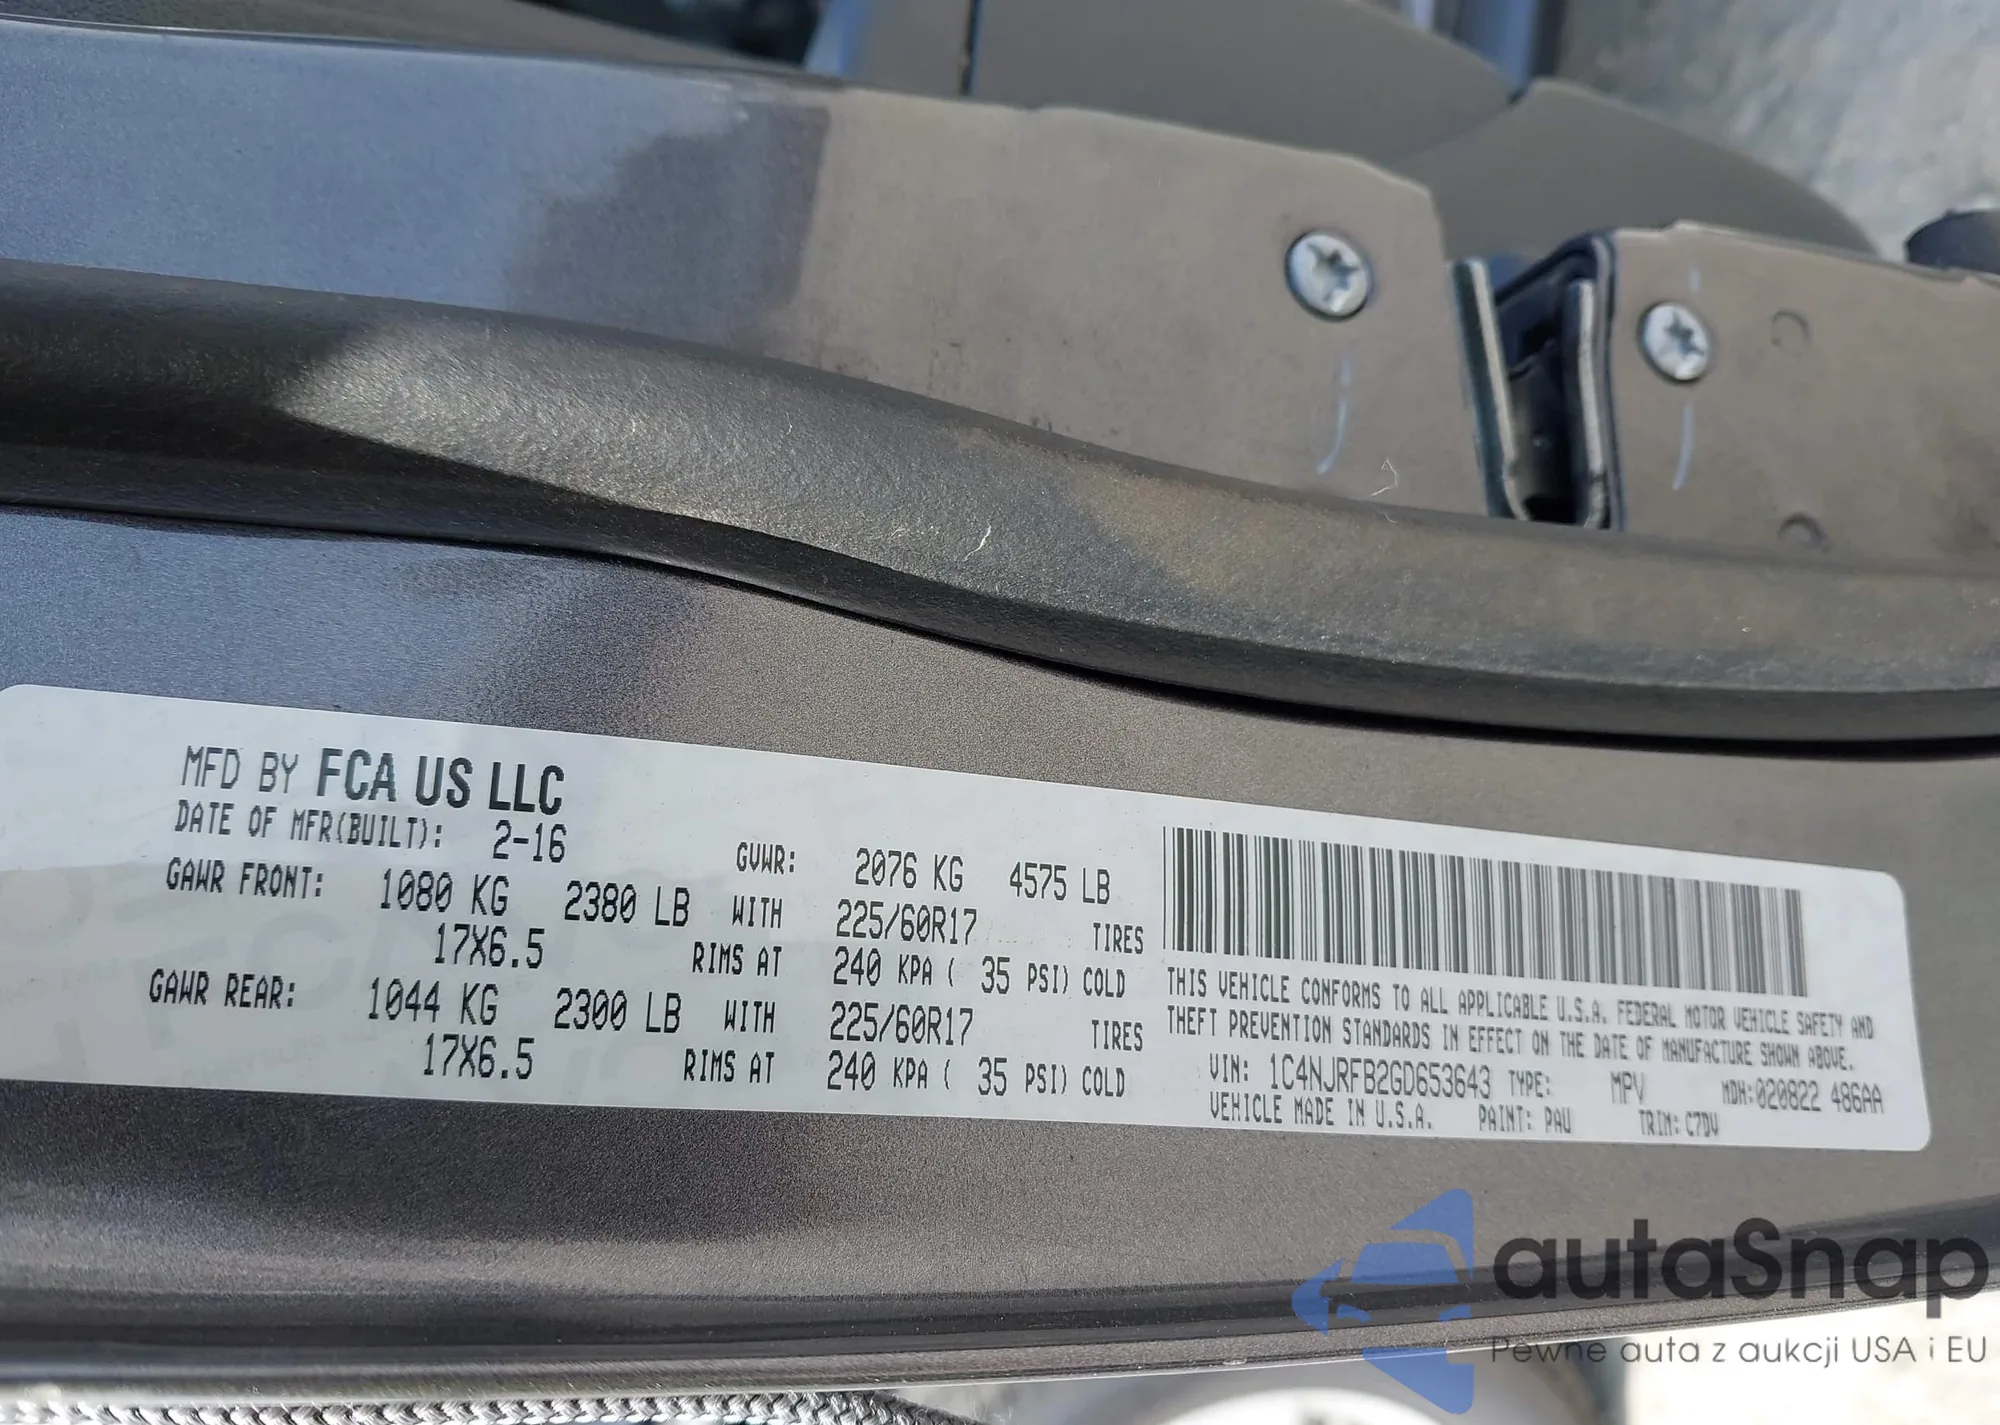 MFD BY FCA US LLC
DATE OF MFR(BUILT): 2-16 GVWR: 2076 KG 4575 LB
GAWR FRONT: 1080 KG 2380 LB WITH 225/60R17 TIRES
17X6.5 RIMS AT 240 KPA ( 35 PSI) COLD
GAWR REAR: 1044 KG 2300 LB WITH 225/60R17 TIRES
17X6.5 RIMS AT 240 KPA ( 35 PSI) COLD
THIS VEHICLE CONFORMS TO ALL APPLICABLE U.S.A. FEDERAL MOTOR VEHICLE SAFETY AND
THEFT PREVENTION STANDARDS IN EFFECT ON THE DATE OF MANUFACTURE SHOWN ABOVE.
VIN: 1C4NJRFB2GD653643 TYPE: MPV MDH:020822 486AA
VEHICLE MADE IN U.S.A. PAINT: PAU TRIM: C7DV
autaSnap
Pewne auta z aukcji USA i EU